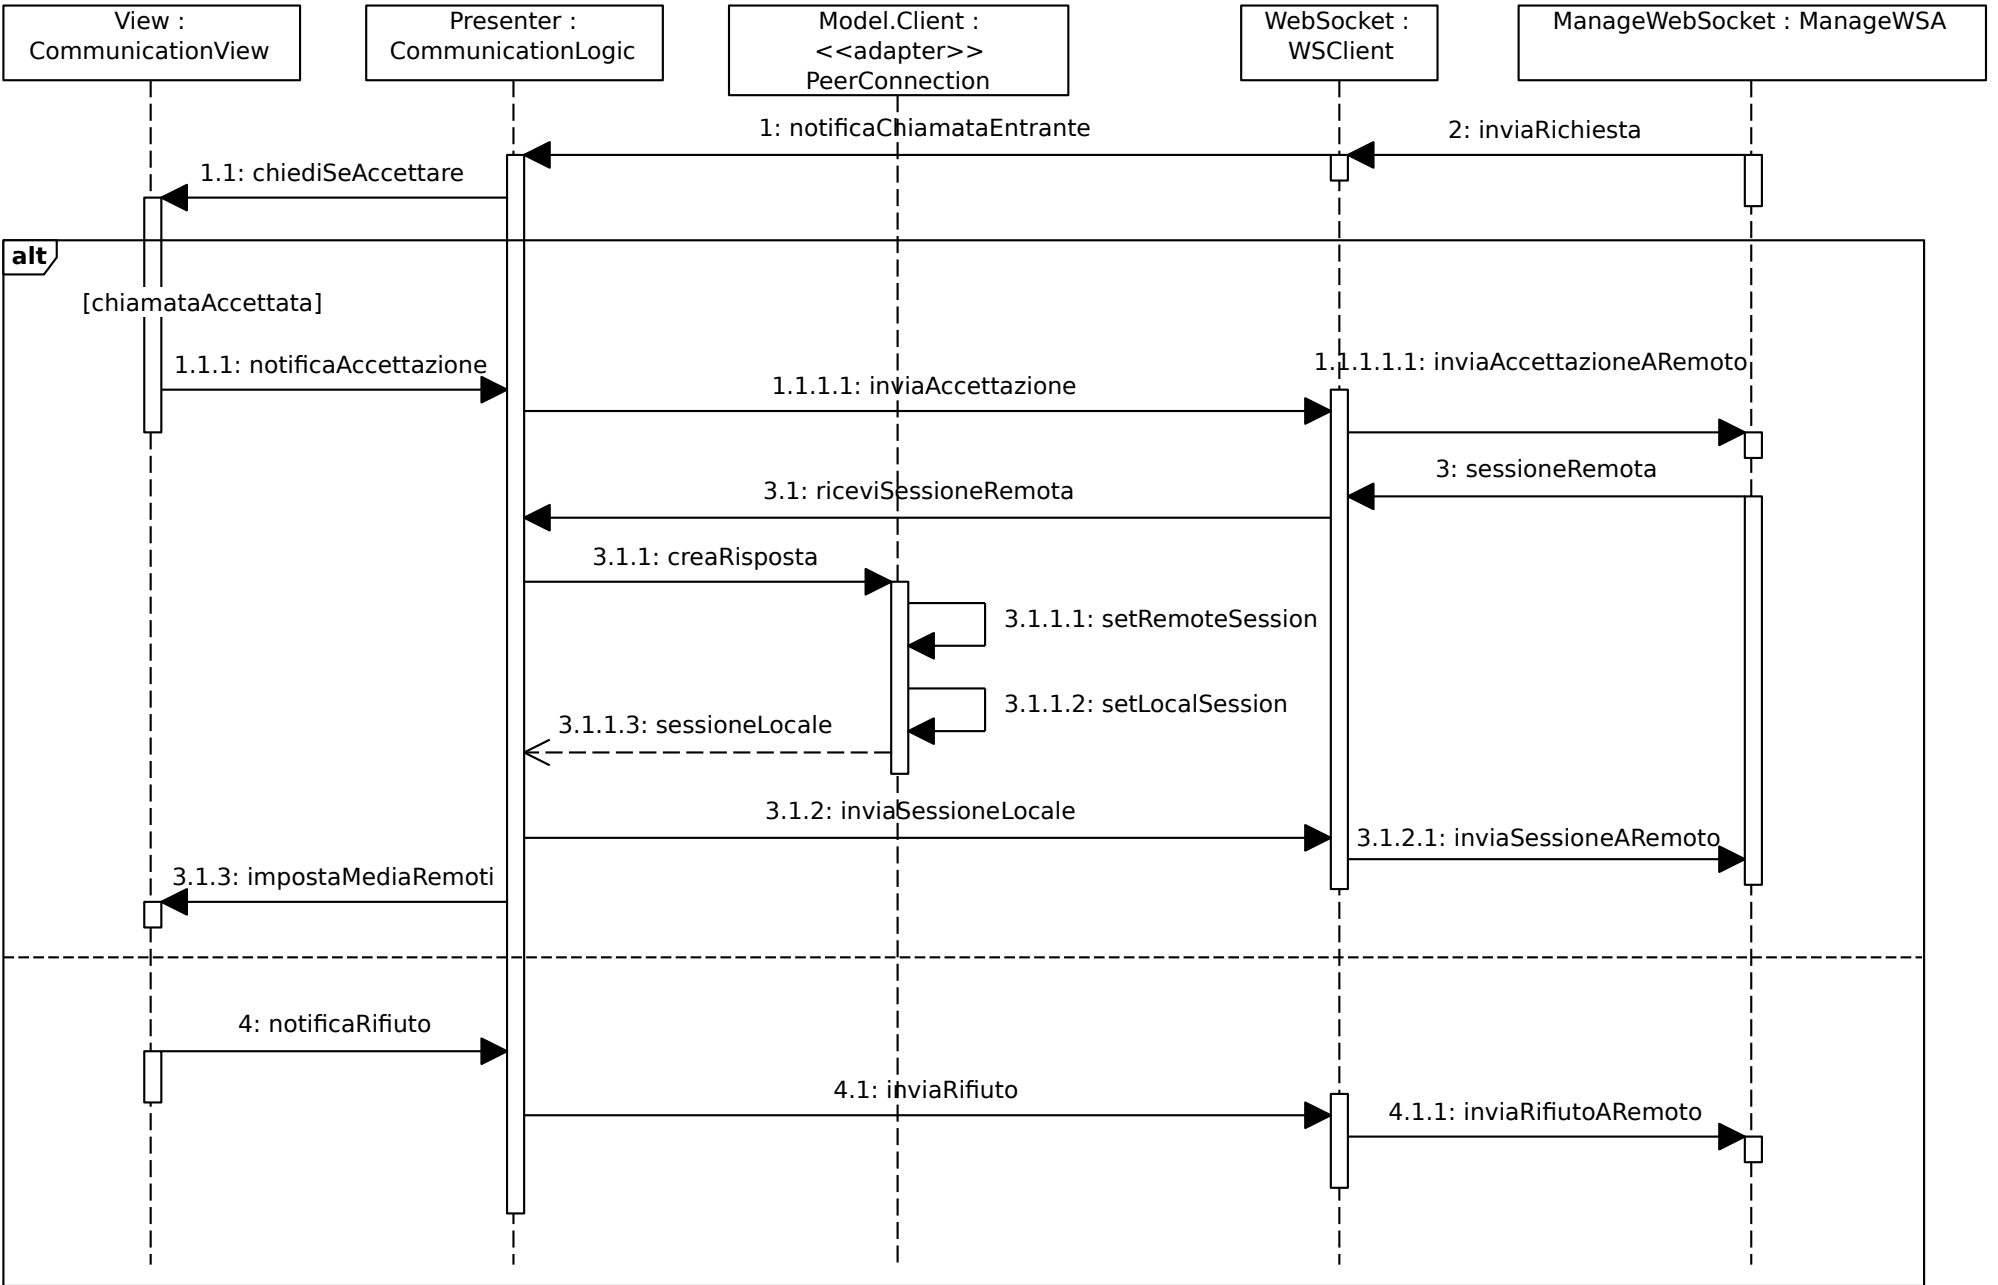 View :
CommunicationView
Presenter :
CommunicationLogic
Model.Client :
<<adapter>>
PeerConnection
WebSocket :
WSClient
ManageWebSocket : ManageWSA
1: notificaChiamataEntrante
2: inviaRichiesta
1.1: chiediSeAccettare
alt
[chiamataAccettata]
1.1.1: notificaAccettazione
1.1.1.1: inviaAccettazione
1.1.1.1.1: inviaAccettazioneARemoto
3: sessioneRemota
3.1: riceviSessioneRemota
3.1.1: creaRisposta
3.1.1.1: setRemoteSession
3.1.1.2: setLocalSession
3.1.1.3: sessioneLocale
3.1.2: inviaSessioneLocale
3.1.2.1: inviaSessioneARemoto
3.1.3: impostaMediaRemoti
4: notificaRifiuto
4.1: inviaRifiuto
4.1.1: inviaRifiutoARemoto